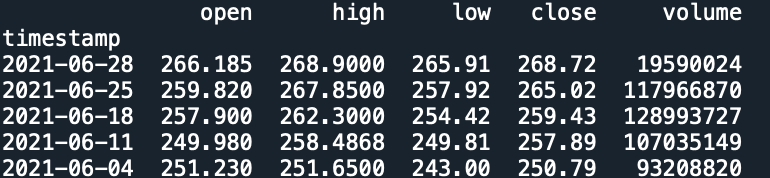 open high low close volume
timestamp
2021-06-28 266.185 268.9000 265.91 268.72 19590024
2021-06-25 259.820 267.8500 257.92 265.02 117966870
2021-06-18 257.900 262.3000 254.42 259.43 128993727
2021-06-11 249.980 258.4868 249.81 257.89 107035149
2021-06-04 251.230 251.6500 243.00 250.79 93208820